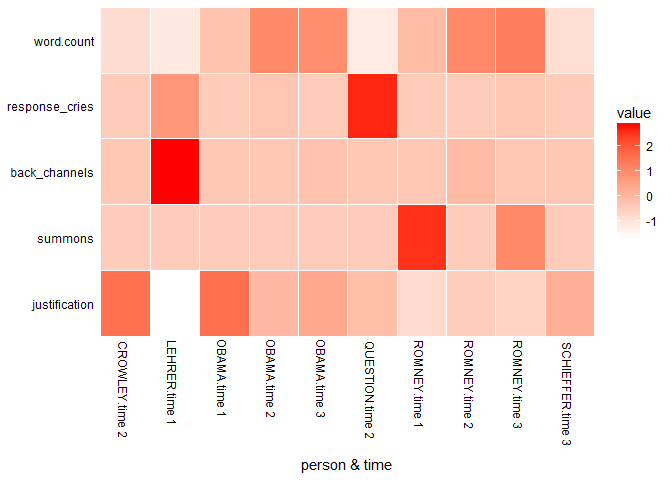 word.count
response_cries
back_channels
summons
justification
CROWLEY.time 2
LEHRER.time 1
OBAMA.time 1
OBAMA.time 2
OBAMA.time 3
QUESTION.time 2
ROMNEY.time 1
ROMNEY.time 2
ROMNEY.time 3
SCHIEFFER.time 3
person & time
value
2
1
0
-1